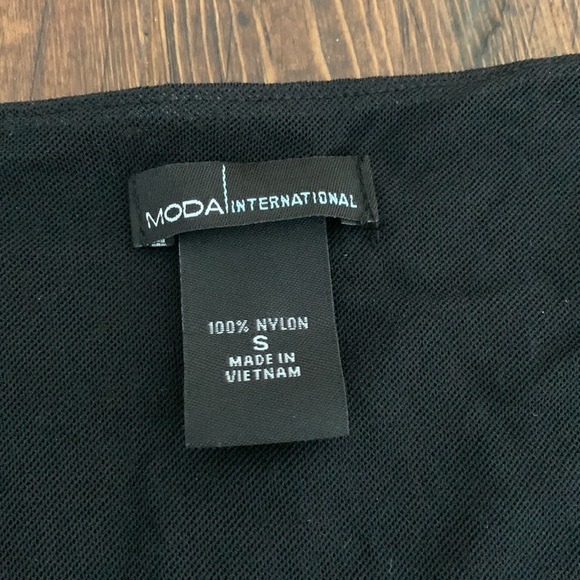 MODA INTERNATIONAL
100% NYLON
S
MADE IN
VIETNAM